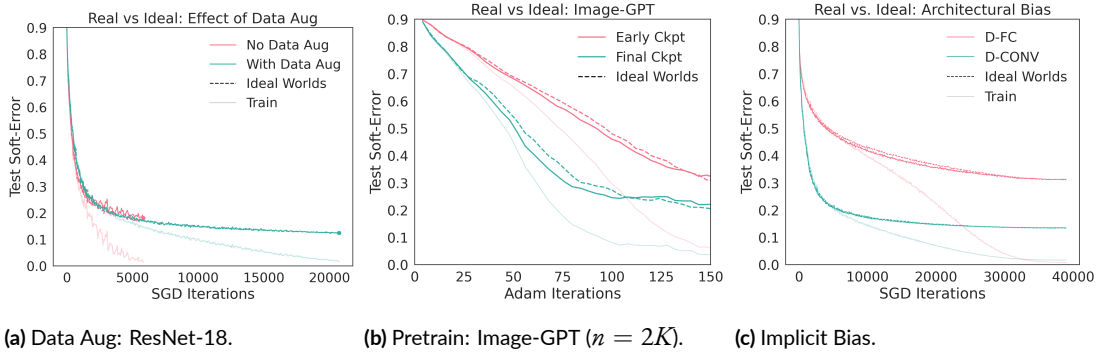 Real vs Ideal: Effect of Data Aug
Test Soft-Error
0.9
0.8
0.7
0.6
0.5
0.4
0.3
0.2
0.1
0.0
No Data Aug
With Data Aug
Ideal Worlds
Train
0 5000 10000 15000 20000
SGD Iterations
(a) Data Aug: ResNet-18.
Real vs Ideal: Image-GPT
Test Soft-Error
0.9
0.8
0.7
0.6
0.5
0.4
0.3
0.2
0.1
0.0
Early Ckpt
Final Ckpt
Ideal Worlds
0 25 50 75 100 125 150
Adam Iterations
(b) Pretrain: Image-GPT (n = 2K).
Real vs. Ideal: Architectural Bias
Test Soft-Error
0.9
0.8
0.7
0.6
0.5
0.4
0.3
0.2
0.1
0.0
D-FC
D-CONV
Ideal Worlds
Train
0 10000 20000 30000 40000
SGD Iterations
(c) Implicit Bias.